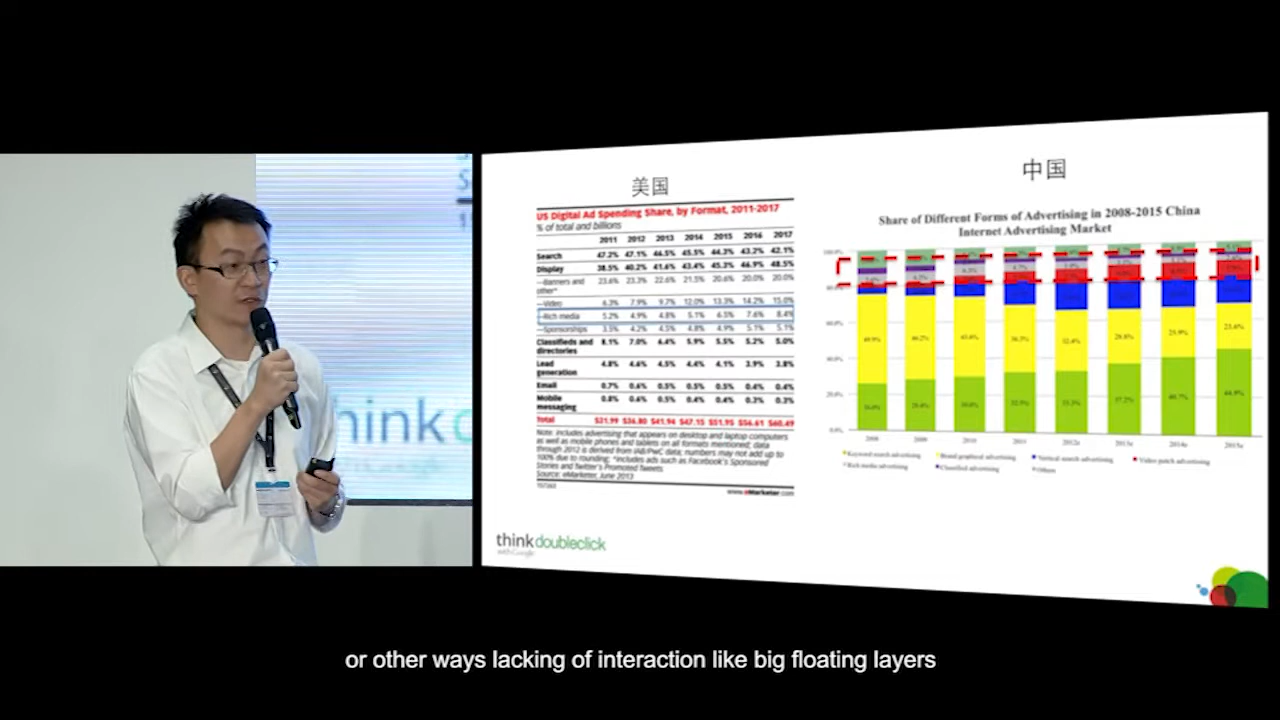 hink
美国
US Digital Ad Spending Share, by Format, 2011-2017
% of total and billions
2011 2012 2013 2014 2015 2016 2017
Search 47.2% 47.1% 46.5% 45.5% 44.3% 43.2% 42.1%
Display 38.5% 40.2% 41.6% 43.4% 45.3% 46.9% 48.5%
—Banners and other* 23.6% 23.3% 22.6% 21.5% 20.6% 20.0% 20.0%
—Video 6.3% 7.9% 9.7% 12.0% 13.3% 14.2% 15.0%
—Rich media 5.2% 4.9% 4.8% 5.1% 6.5% 7.6% 8.4%
—Sponsorships 3.5% 4.2% 4.5% 4.8% 4.9% 5.1% 5.1%
Classifieds and directories 8.1% 7.0% 6.4% 5.9% 5.5% 5.2% 5.0%
Lead generation 4.8% 4.6% 4.5% 4.4% 4.1% 3.9% 3.8%
Email 0.7% 0.6% 0.5% 0.5% 0.5% 0.4% 0.4%
Mobile messaging 0.8% 0.6% 0.5% 0.4% 0.4% 0.3% 0.3%
Total $31.99 $36.80 $41.94 $47.15 $51.95 $56.61 $60.49
Note: includes advertising that appears on desktop and laptop computers
as well as mobile phones and tablets on all formats mentioned; data
through 2012 is derived from IAB/PwC data; numbers may not add up to
100% due to rounding; *includes ads such as Facebook's Sponsored
Stories and Twitter's Promoted Tweets
Source: eMarketer, June 2013
www.eMarketer.com
中国
Share of Different Forms of Advertising in 2008-2015 China
Internet Advertising Market
2008 2009 2010 2011 2012e 2013e 2014e 2015e
Keyword search advertising Brand graphical advertising Vertical search advertising Video patch advertising
Rich media advertising Classified advertising Others
think doubleclick
with Google
or other ways lacking of interaction like big floating layers